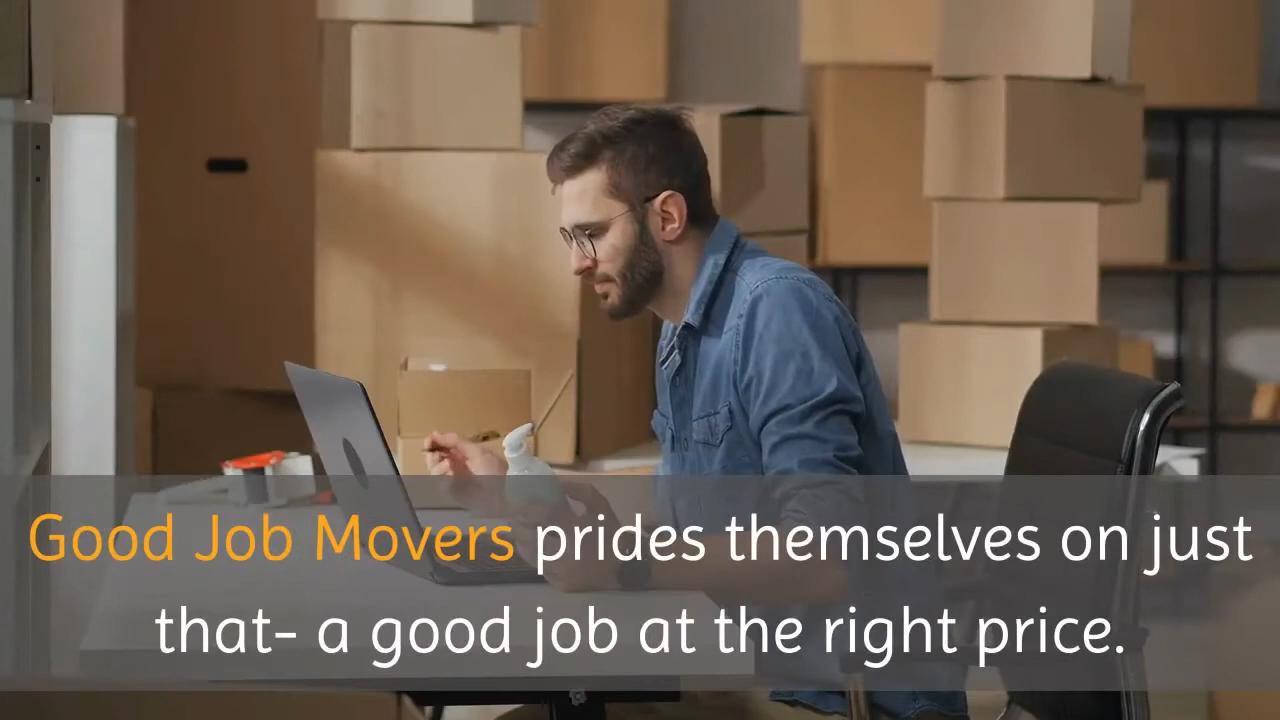 Good Job Movers prides themselves on just
that- a good job at the right price.